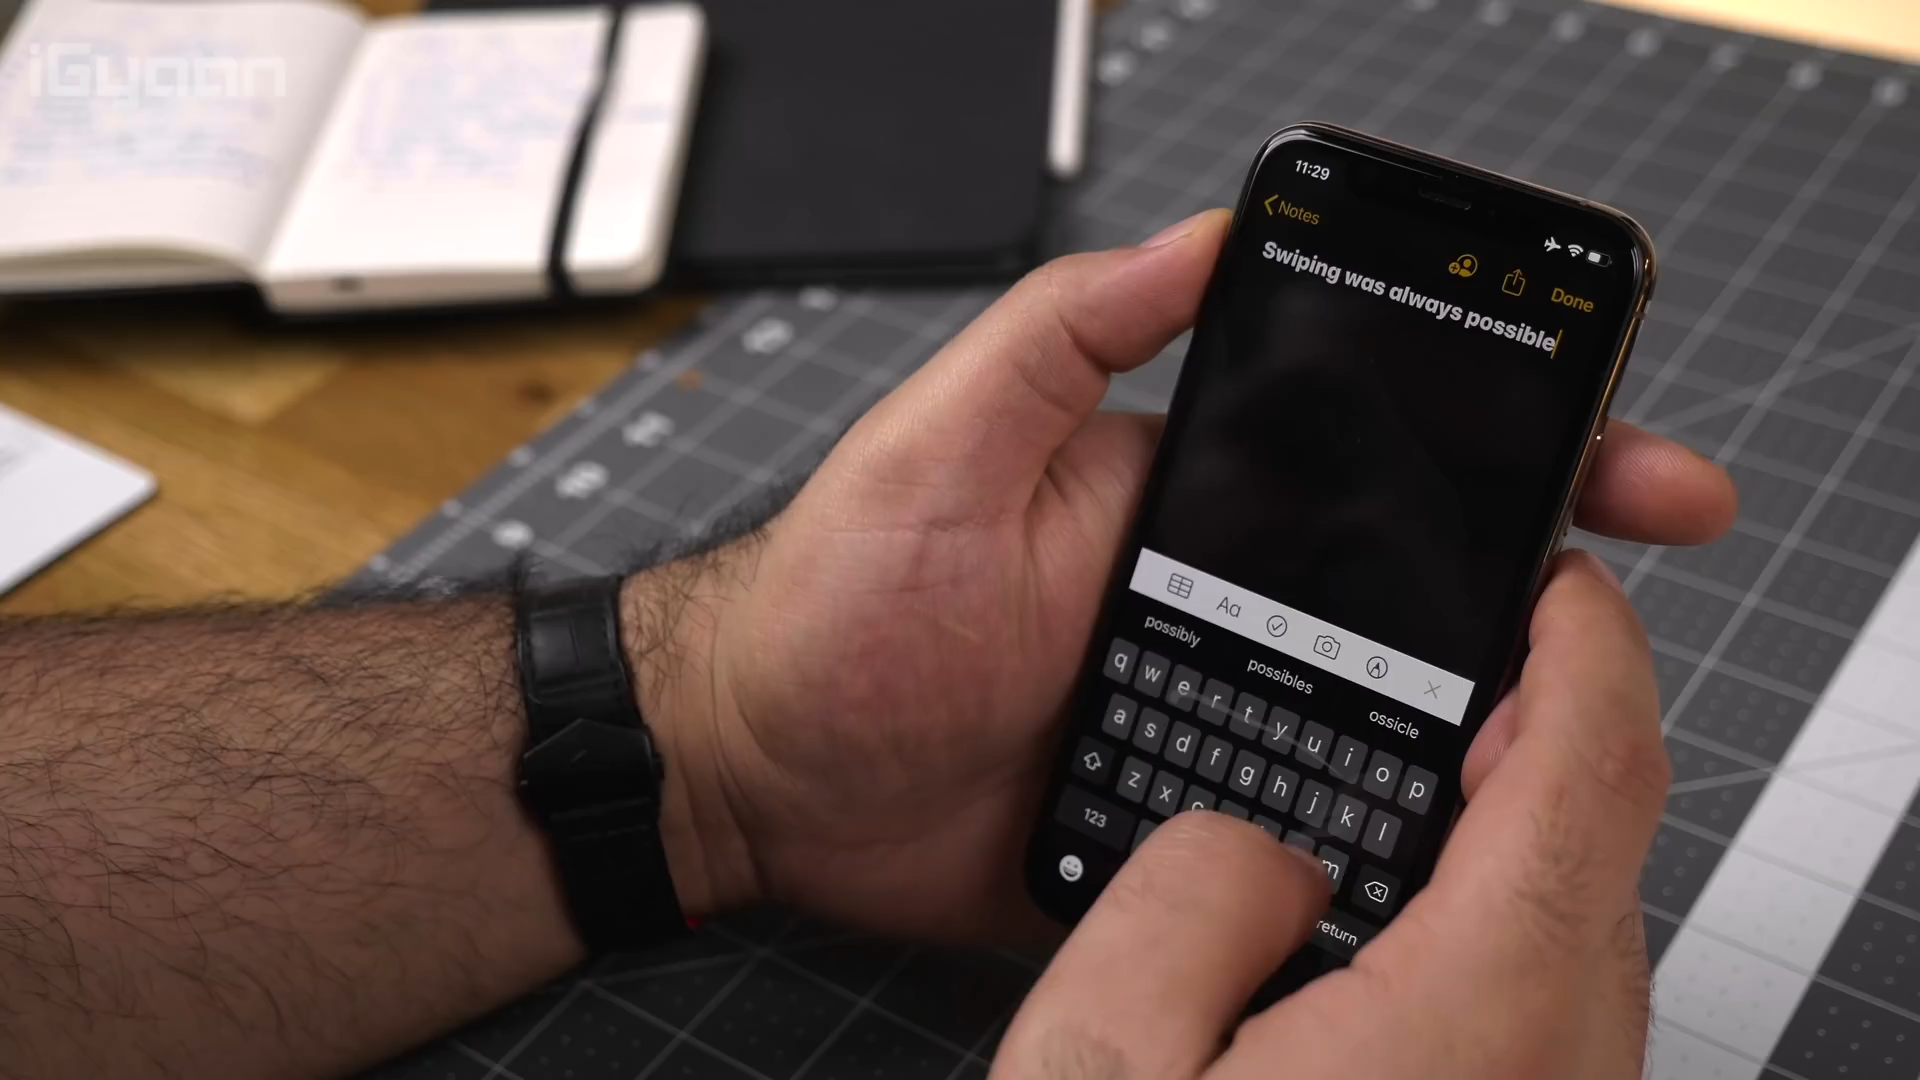 iGyaan
11:29
Notes
Done
Swiping was always possible
Aa
possibly
possibles
ossicle
q w e r t y u i o p
a s d f g h j k l
z x c m
123
return